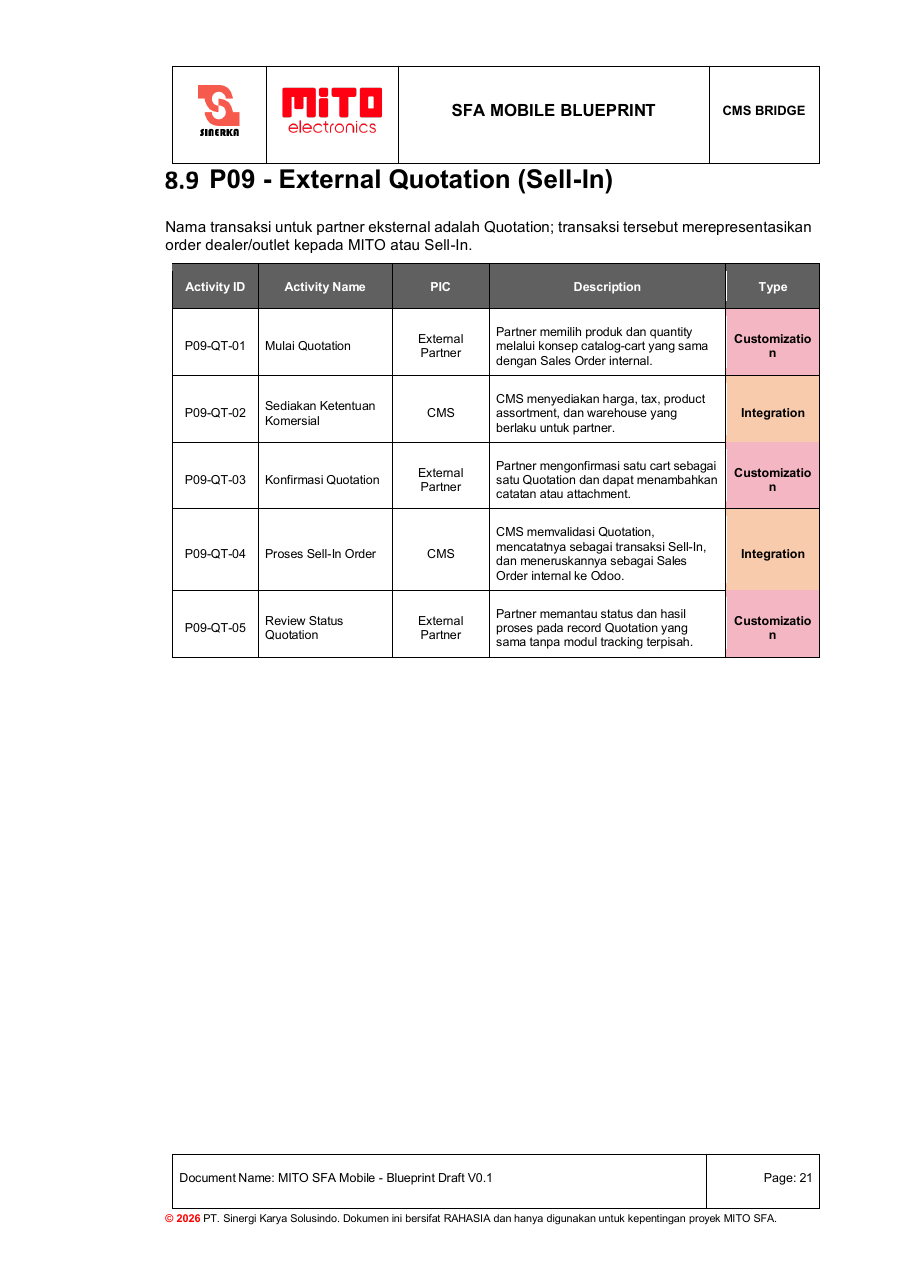 SINERKA
MiTO
electronics
SFA MOBILE BLUEPRINT
CMS BRIDGE
8.9 P09 - External Quotation (Sell-In)
Nama transaksi untuk partner eksternal adalah Quotation; transaksi tersebut merepresentasikan
order dealer/outlet kepada MITO atau Sell-In.
Activity ID
Activity Name
PIC
Description
Type
P09-QT-01
Mulai Quotation
External
Partner
Partner memilih produk dan quantity
melalui konsep catalog-cart yang sama
dengan Sales Order internal.
Customizatio
n
P09-QT-02
Sediakan Ketentuan
Komersial
CMS
CMS menyediakan harga, tax, product
assortment, dan warehouse yang
berlaku untuk partner.
Integration
P09-QT-03
Konfirmasi Quotation
External
Partner
Partner mengonfirmasi satu cart sebagai
satu Quotation dan dapat menambahkan
catatan atau attachment.
Customizatio
n
P09-QT-04
Proses Sell-In Order
CMS
CMS memvalidasi Quotation,
mencatatnya sebagai transaksi Sell-In,
dan meneruskannya sebagai Sales
Order internal ke Odoo.
Integration
P09-QT-05
Review Status
Quotation
External
Partner
Partner memantau status dan hasil
proses pada record Quotation yang
sama tanpa modul tracking terpisah.
Customizatio
n
Document Name: MITO SFA Mobile - Blueprint Draft V0.1
Page: 21
© 2026 PT. Sinergi Karya Solusindo. Dokumen ini bersifat RAHASIA dan hanya digunakan untuk kepentingan proyek MITO SFA.